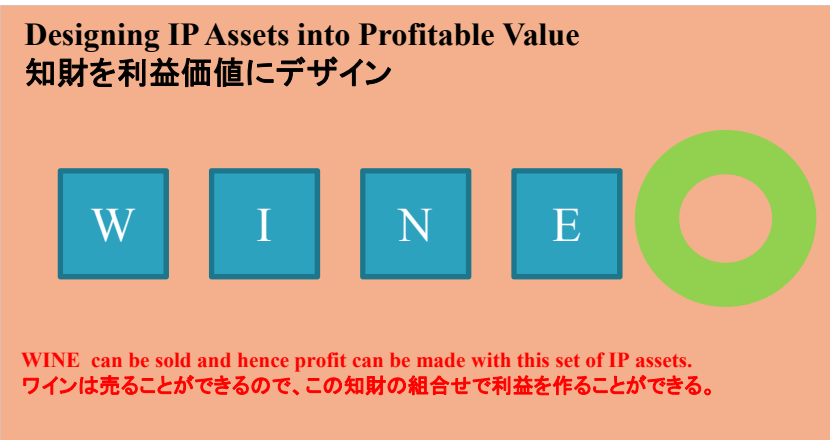 Designing IP Assets into Profitable Value
知財を利益価値にデザイン
W I N E
WINE can be sold and hence profit can be made with this set of IP assets.
ワインは売ることができるので、この知財の組合せで利益を作ることができる。